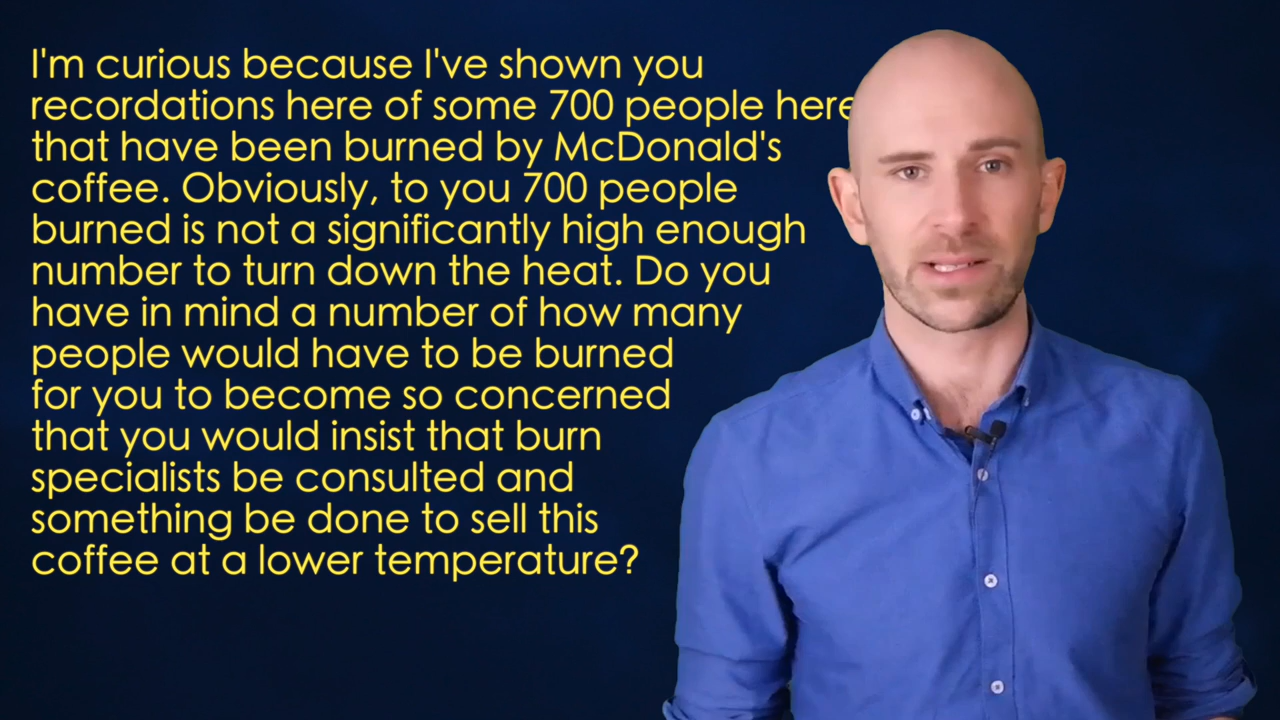 I'm curious because I've shown you
recordations here of some 700 people here
that have been burned by McDonald's
coffee. Obviously, to you 700 people
burned is not a significantly high enough
number to turn down the heat. Do you
have in mind a number of how many
people would have to be burned
for you to become so concerned
that you would insist that burn
specialists be consulted and
something be done to sell this
coffee at a lower temperature?